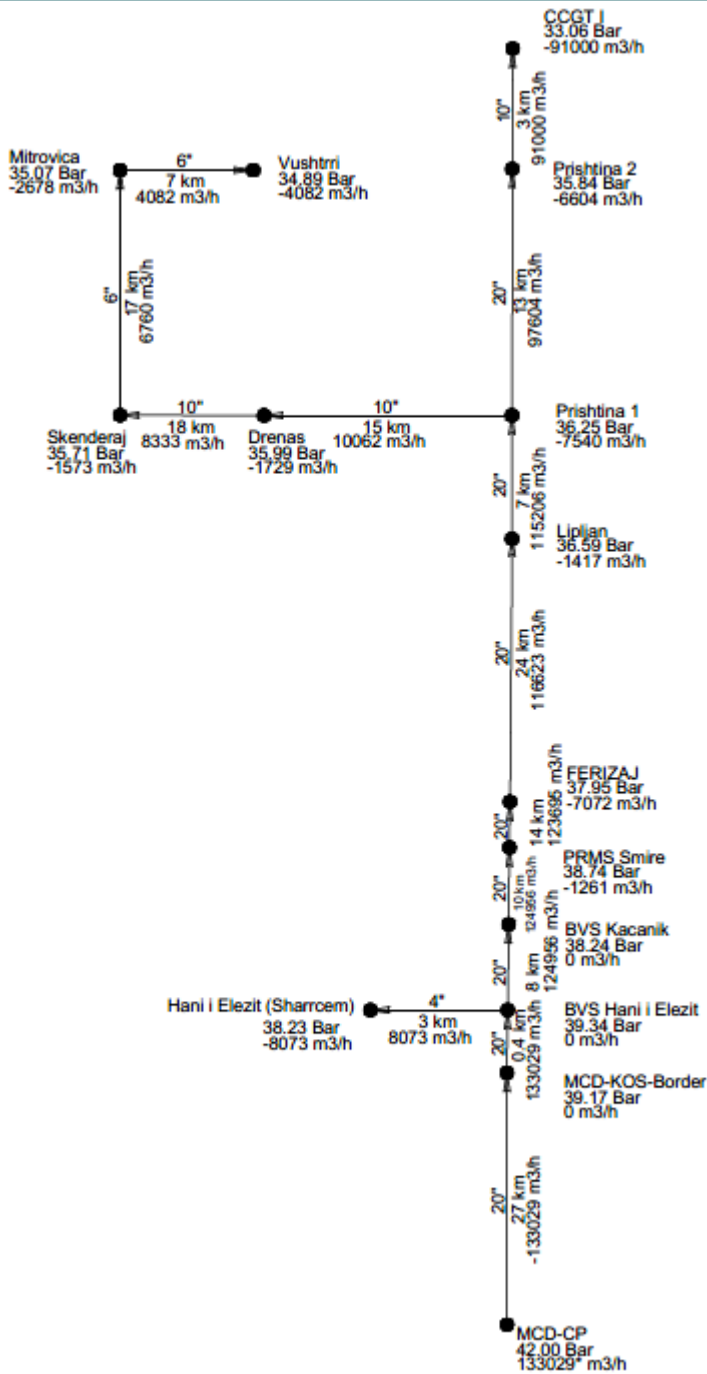 CCGT I
33.06 Bar
-91000 m3/h
10"
3 km
91000 m3/h
Mitrovica
35.07 Bar
-2678 m3/h
6"
7 km
4082 m3/h
Vushtrri
34.89 Bar
-4082 m3/h
Prishtina 2
35.84 Bar
-6604 m3/h
6"
17 km
6760 m3/h
20"
13 km
97604 m3/h
Skenderaj
35.71 Bar
-1573 m3/h
10"
18 km
8333 m3/h
Drenas
35.99 Bar
-1729 m3/h
10"
15 km
10062 m3/h
Prishtina 1
36.25 Bar
-7540 m3/h
20"
7 km
115206 m3/h
Lipljan
36.59 Bar
-1417 m3/h
20"
24 km
116623 m3/h
FERIZAJ
37.95 Bar
-7072 m3/h
20"
14 km
123695 m3/h
PRMS Smire
38.74 Bar
-1261 m3/h
20"
10 km
124956 m3/h
BVS Kacanik
38.24 Bar
0 m3/h
20"
8 km
124956 m3/h
Hani i Elezit (Sharrcem)
38.23 Bar
-8073 m3/h
4"
3 km
8073 m3/h
BVS Hani i Elezit
39.34 Bar
0 m3/h
20"
0.4 km
133029 m3/h
MCD-KOS-Border
39.17 Bar
0 m3/h
20"
27 km
-133029 m3/h
MCD-CP
42.00 Bar
133029* m3/h